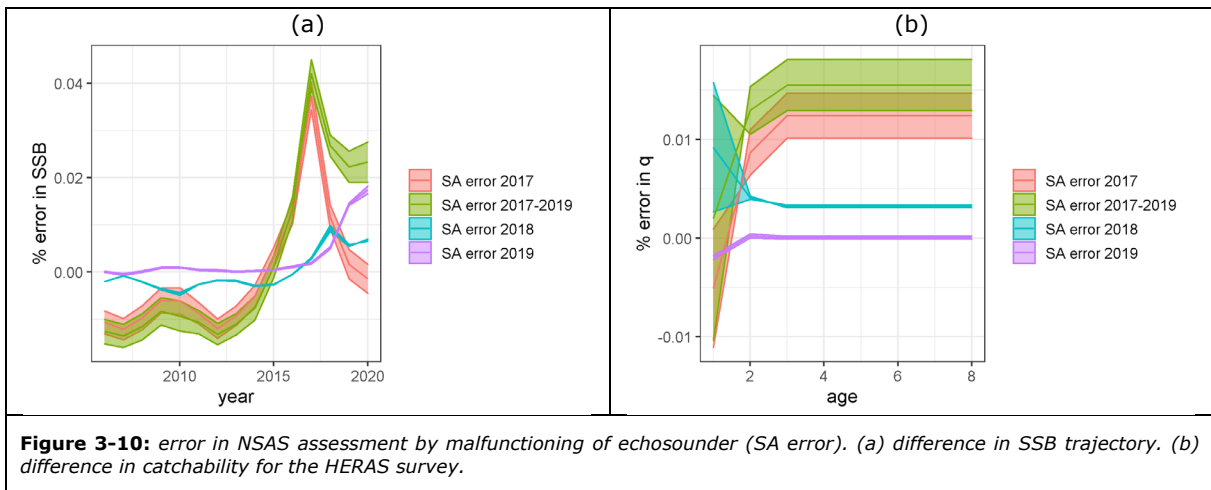 (a)
% error in SSB
0.04
0.02
0.00
2010
2015
2020
year
SA error 2017
SA error 2017-2019
SA error 2018
SA error 2019
(b)
% error in q
0.01
0.00
-0.01
2
4
6
8
age
SA error 2017
SA error 2017-2019
SA error 2018
SA error 2019
Figure 3-10: error in NSAS assessment by malfunctioning of echosounder (SA error). (a) difference in SSB trajectory. (b)
difference in catchability for the HERAS survey.